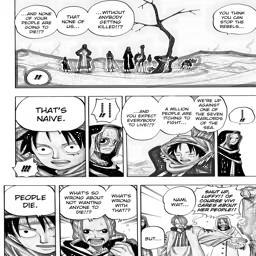 YOU THINK
YOU CAN
STOP THE
REBELS...
...WITHOUT
ANYBODY
GETTING
KILLED!?
THAT
NONE OF
US...
...AND NONE
OF YOUR
PEOPLE ARE
GOING TO
DIE!?
!!!
WE'RE UP
AGAINST
ONE OF
THE SEVEN
WARLORDS
OF THE
SEA.
A MILLION
PEOPLE ARE
ITCHING TO
FIGHT...
...AND
YOU EXPECT
EVERYBODY
TO LIVE!?
!!
THAT'S
NAIVE.
SHUT UP,
LUFFY!! OF
COURSE VIVI
CARES ABOUT
HER PEOPLE!!
NAMI,
WAIT...
BUT...
WHAT'S
WRONG
WITH THAT!?
WHAT'S SO
WRONG ABOUT
NOT WANTING
ANYONE TO
DIE!?
PEOPLE
DIE.